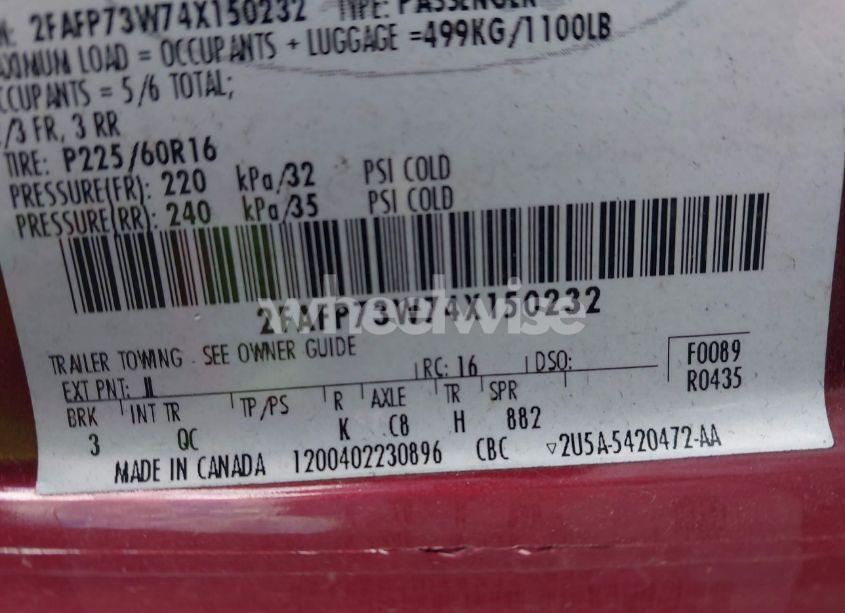 2FAFP73W74X150232 TYPE: PASSENGER
MAXIMUM LOAD = OCCUPANTS + LUGGAGE =499KG/1100LB
OCCUPANTS = 5/6 TOTAL;
/3 FR, 3 RR
TIRE: P225/60R16
PRESSURE(FR): 220 kPa/32 PSI COLD
PRESSURE(RR): 240 kPa/35 PSI COLD
2FAFP73W74X150232
wheelwise
TRAILER TOWING - SEE OWNER GUIDE
EXT PNT: JL RC: 16 DSO: F0089
R0435
BRK INT TR TP/PS R AXLE TR SPR
3 QC K C8 H 882
MADE IN CANADA 1200402230896 CBC ▿2U5A-5420472-AA